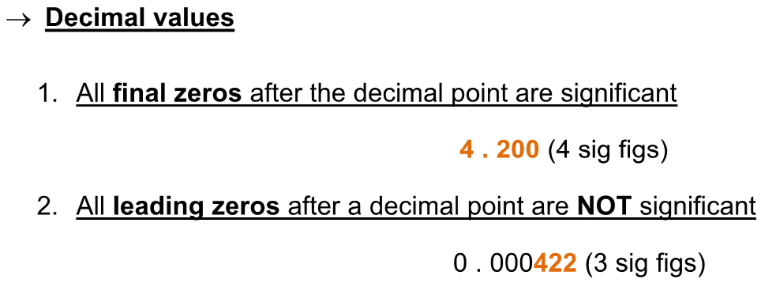 → Decimal values
1. All final zeros after the decimal point are significant
4 . 200 (4 sig figs)
2. All leading zeros after a decimal point are NOT significant
0 . 000422 (3 sig figs)